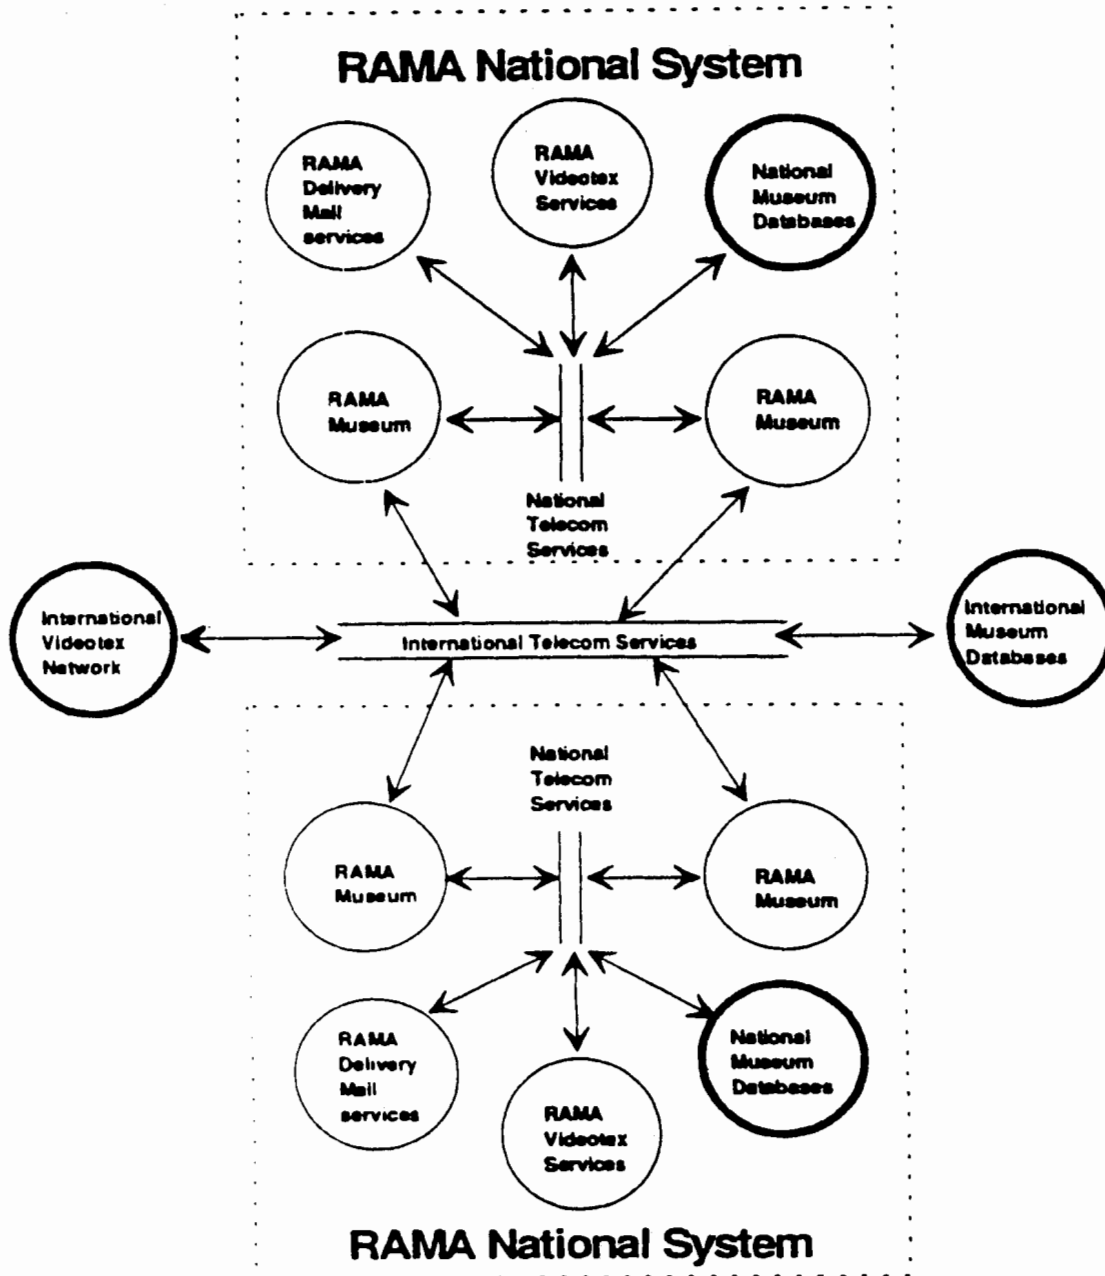 RAMA National System
RAMA
Delivery
Mail
services
RAMA
Videotex
Services
National
Museum
Databases
RAMA
Museum
RAMA
Museum
National
Telecom
Services
International
Videotex
Network
International Telecom Services
International
Museum
Databases
National
Telecom
Services
RAMA
Museum
RAMA
Museum
RAMA
Delivery
Mail
services
RAMA
Videotex
Services
National
Museum
Databases
RAMA National System